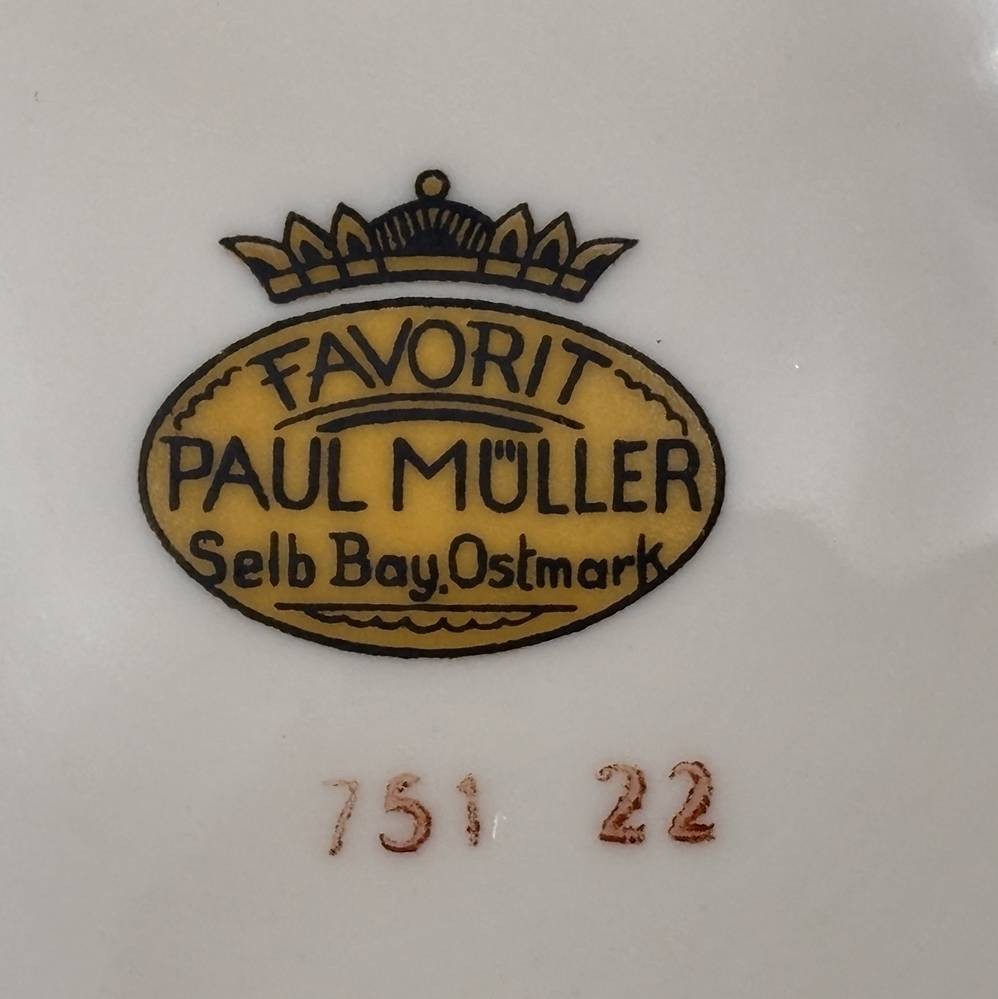 FAVORIT
PAUL MÜLLER
Selb Bay. Ostmark
751 22